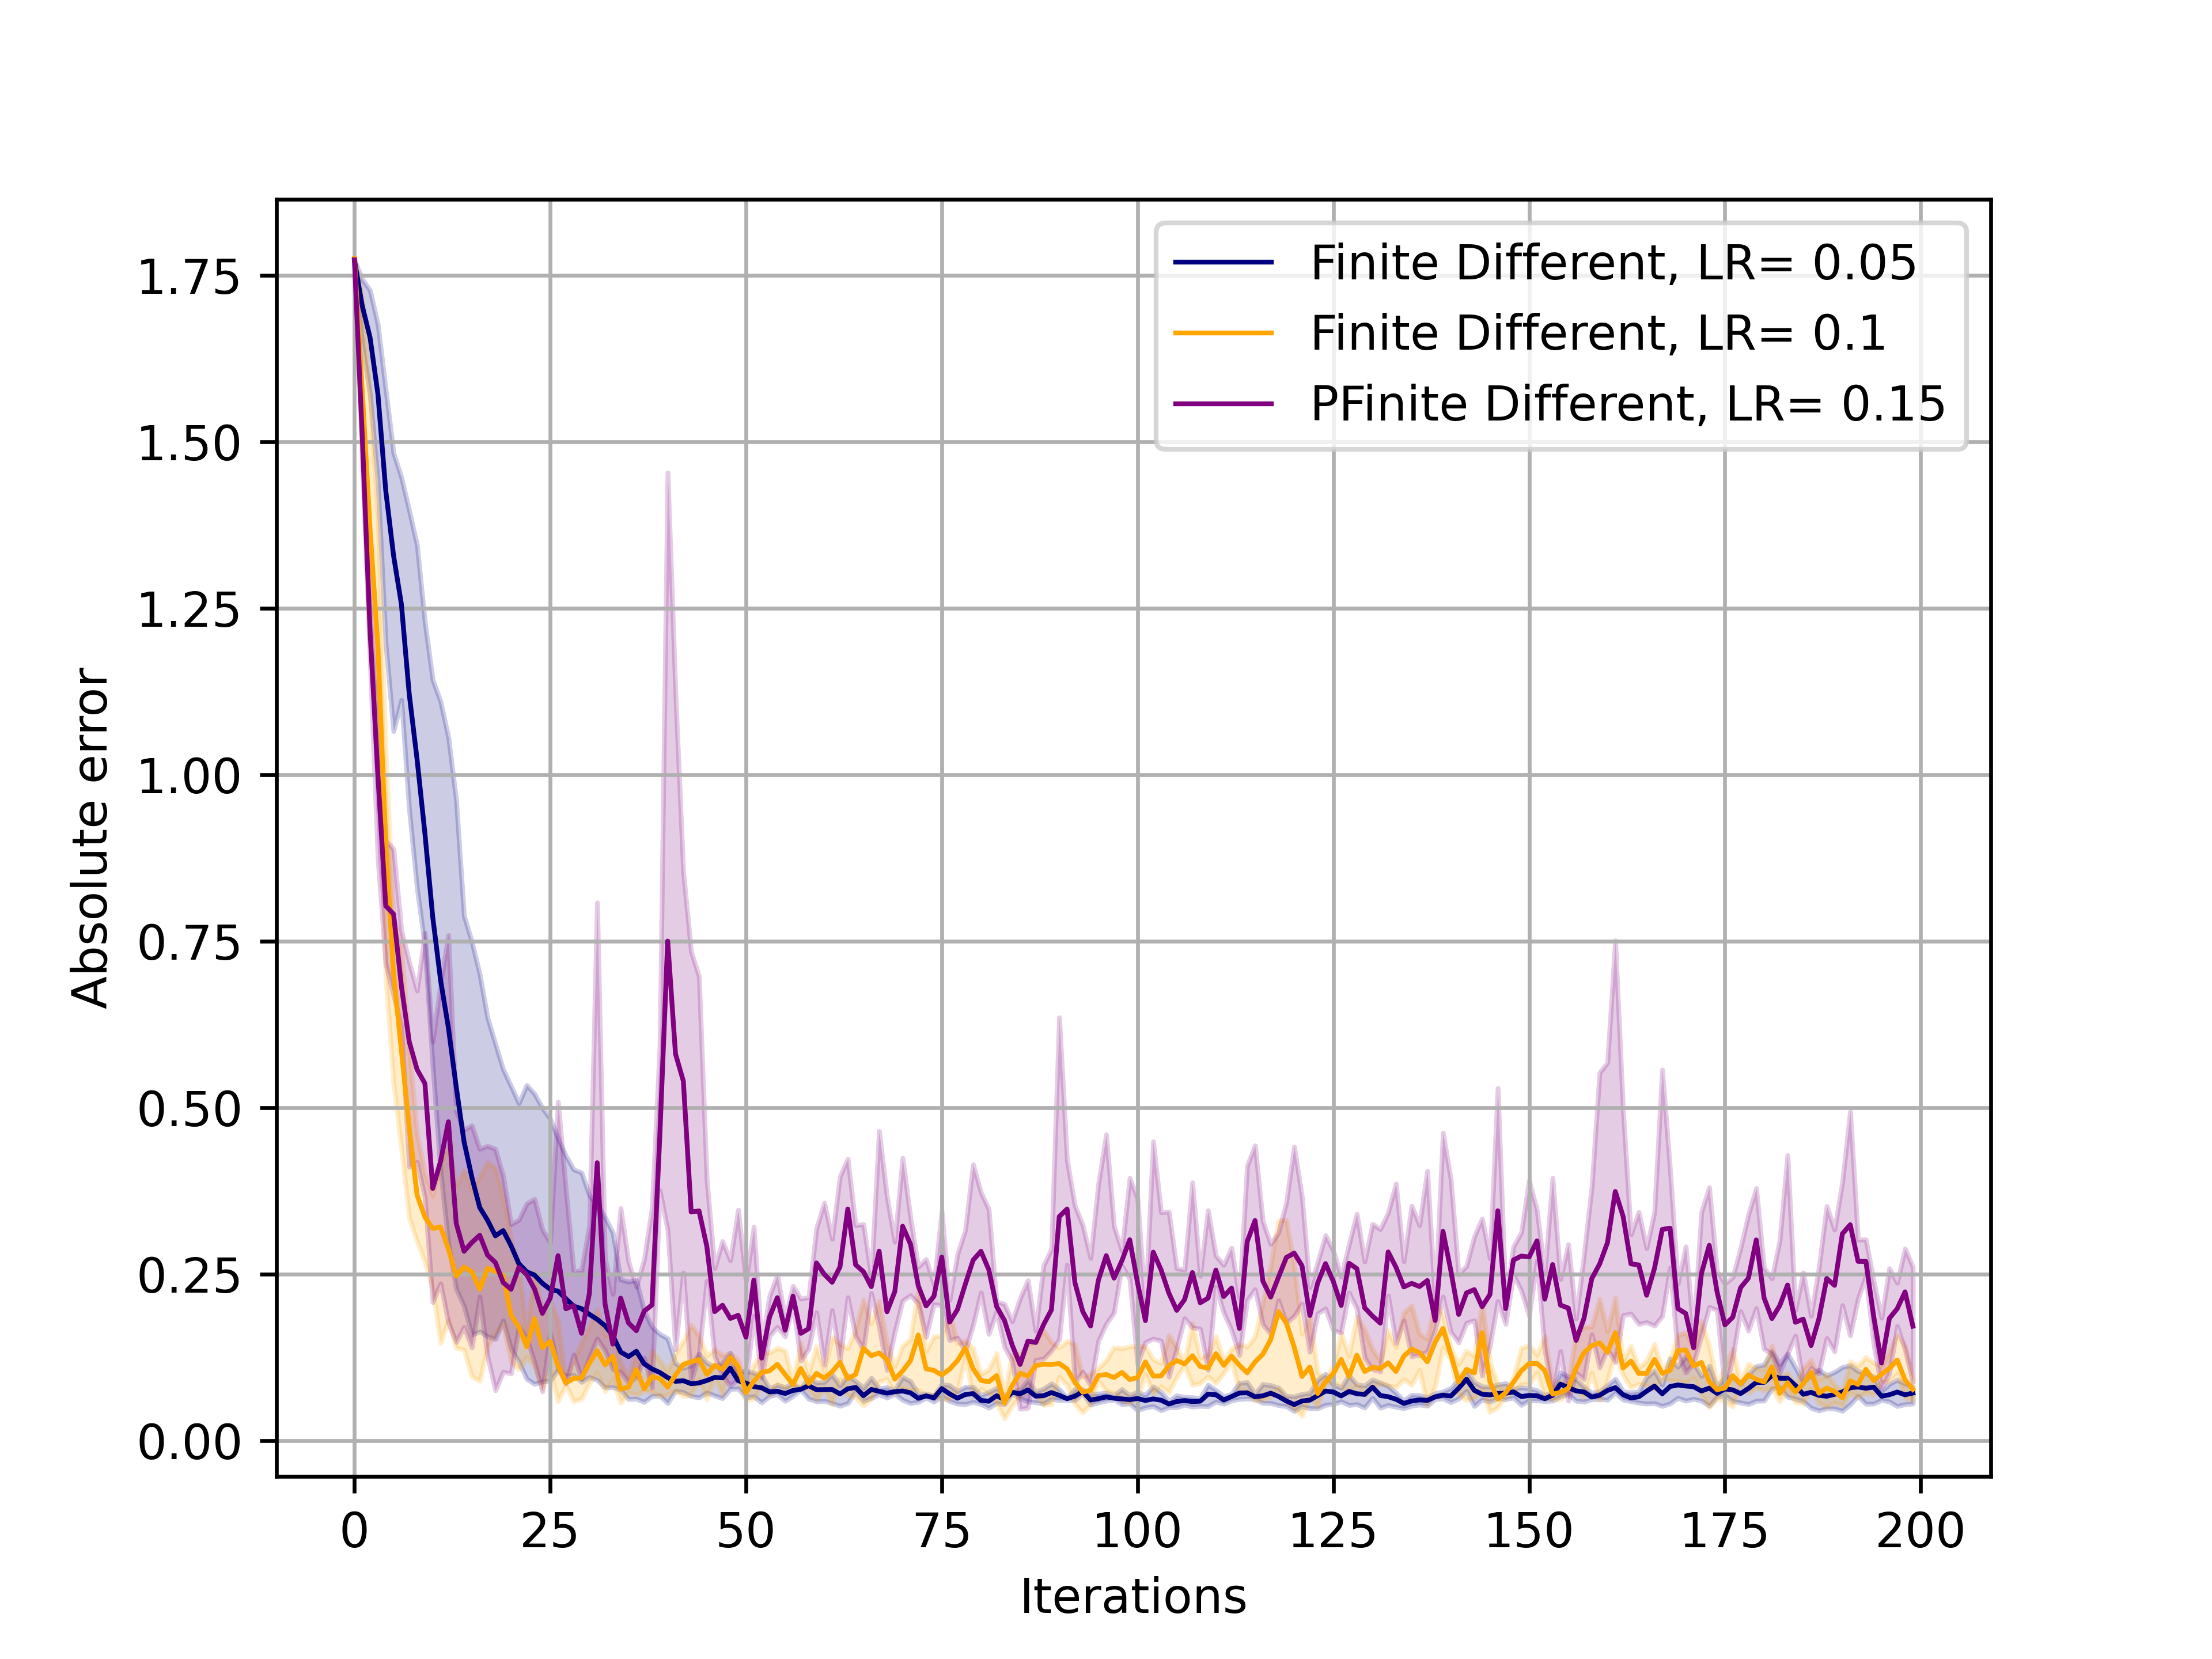 Finite Different, LR= 0.05
Finite Different, LR= 0.1
PFinite Different, LR= 0.15
1.75
1.50
1.25
1.00
0.75
0.50
0.25
0.00
Absolute error
0 25 50 75 100 125 150 175 200
Iterations